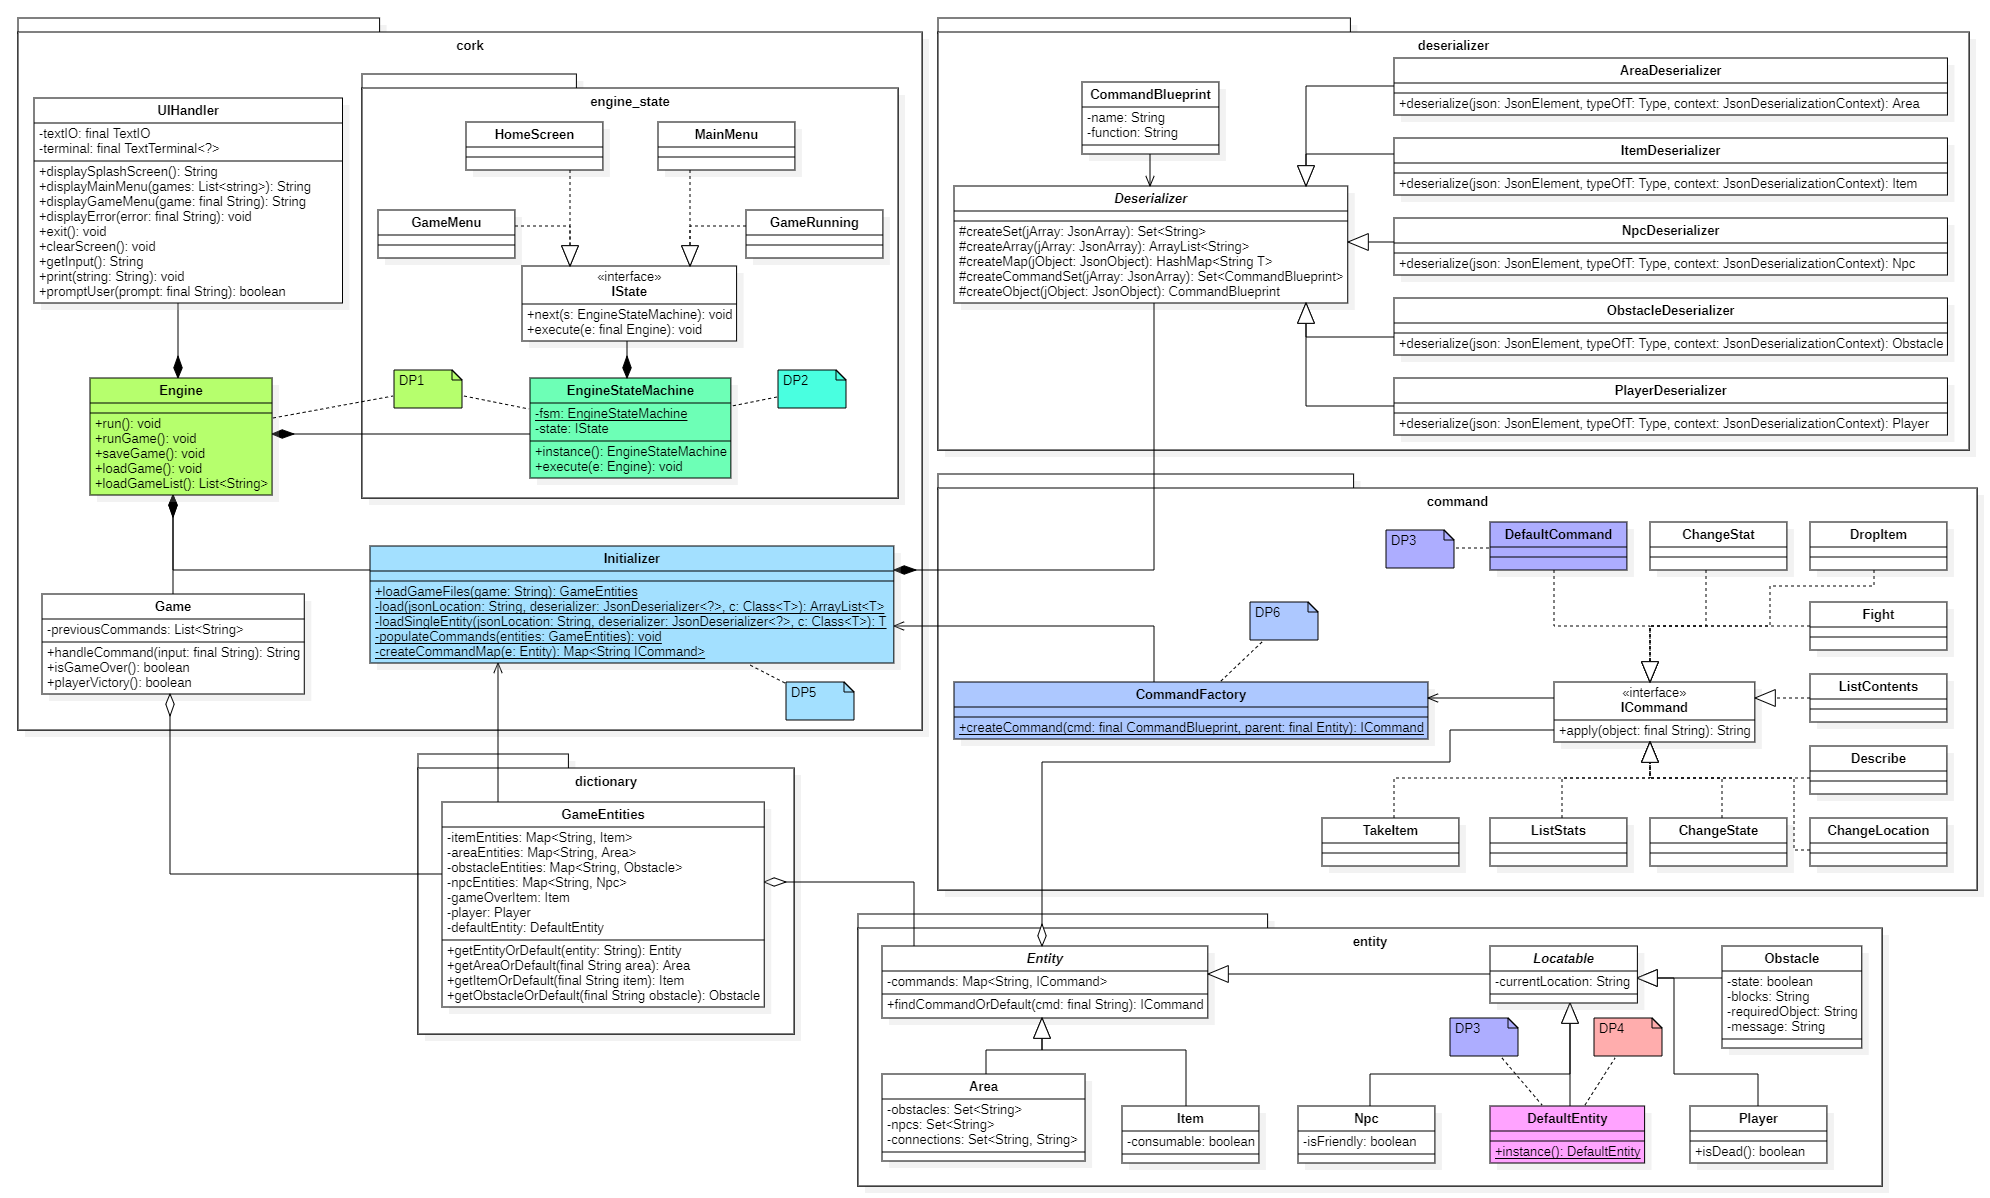 cork
UIHandler
-textIO: final TextIO
-terminal: final TextTerminal<?>
+displaySplashScreen(): String
+displayMainMenu(games: List<string>): String
+displayGameMenu(game: final String): String
+displayError(error: final String): void
+exit(): void
+clearScreen(): void
+getInput(): String
+print(string: String): void
+promptUser(prompt: final String): boolean
engine_state
HomeScreen
MainMenu
GameMenu
GameRunning
«interface»
IState
+next(s: EngineStateMachine): void
+execute(e: final Engine): void
DP1
EngineStateMachine
-fsm: EngineStateMachine
-state: IState
+instance(): EngineStateMachine
+execute(e: Engine): void
DP2
Engine
+run(): void
+runGame(): void
+saveGame(): void
+loadGame(): void
+loadGameList(): List<String>
Initializer
+loadGameFiles(game: String): GameEntities
-load(jsonLocation: String, deserializer: JsonDeserializer<?>, c: Class<T>): ArrayList<T>
-loadSingleEntity(jsonLocation: String, deserializer: JsonDeserializer<?>, c: Class<T>): T
-populateCommands(entities: GameEntities): void
-createCommandMap(e: Entity): Map<String ICommand>
DP5
Game
-previousCommands: List<String>
+handleCommand(input: final String): String
+isGameOver(): boolean
+playerVictory(): boolean
dictionary
GameEntities
-itemEntities: Map<String, Item>
-areaEntities: Map<String, Area>
-obstacleEntities: Map<String, Obstacle>
-npcEntities: Map<String, Npc>
-gameOverItem: Item
-player: Player
-defaultEntity: DefaultEntity
+getEntityOrDefault(entity: String): Entity
+getAreaOrDefault(final String area): Area
+getItemOrDefault(final String item): Item
+getObstacleOrDefault(final String obstacle): Obstacle
deserializer
CommandBlueprint
-name: String
-function: String
Deserializer
#createSet(jArray: JsonArray): Set<String>
#createArray(jArray: JsonArray): ArrayList<String>
#createMap(jObject: JsonObject): HashMap<String T>
#createCommandSet(jArray: JsonArray): Set<CommandBlueprint>
#createObject(jObject: JsonObject): CommandBlueprint
AreaDeserializer
+deserialize(json: JsonElement, typeOfT: Type, context: JsonDeserializationContext): Area
ItemDeserializer
+deserialize(json: JsonElement, typeOfT: Type, context: JsonDeserializationContext): Item
NpcDeserializer
+deserialize(json: JsonElement, typeOfT: Type, context: JsonDeserializationContext): Npc
ObstacleDeserializer
+deserialize(json: JsonElement, typeOfT: Type, context: JsonDeserializationContext): Obstacle
PlayerDeserializer
+deserialize(json: JsonElement, typeOfT: Type, context: JsonDeserializationContext): Player
command
DP3
DefaultCommand
ChangeStat
DropItem
DP6
Fight
CommandFactory
+createCommand(cmd: final CommandBlueprint, parent: final Entity): ICommand
«interface»
ICommand
+apply(object: final String): String
ListContents
Describe
TakeItem
ListStats
ChangeState
ChangeLocation
entity
Entity
-commands: Map<String, ICommand>
+findCommandOrDefault(cmd: final String): ICommand
Locatable
-currentLocation: String
Obstacle
-state: boolean
-blocks: String
-requiredObject: String
-message: String
DP3
DP4
Area
-obstacles: Set<String>
-npcs: Set<String>
-connections: Set<String, String>
Item
-consumable: boolean
Npc
-isFriendly: boolean
DefaultEntity
+instance(): DefaultEntity
Player
+isDead(): boolean